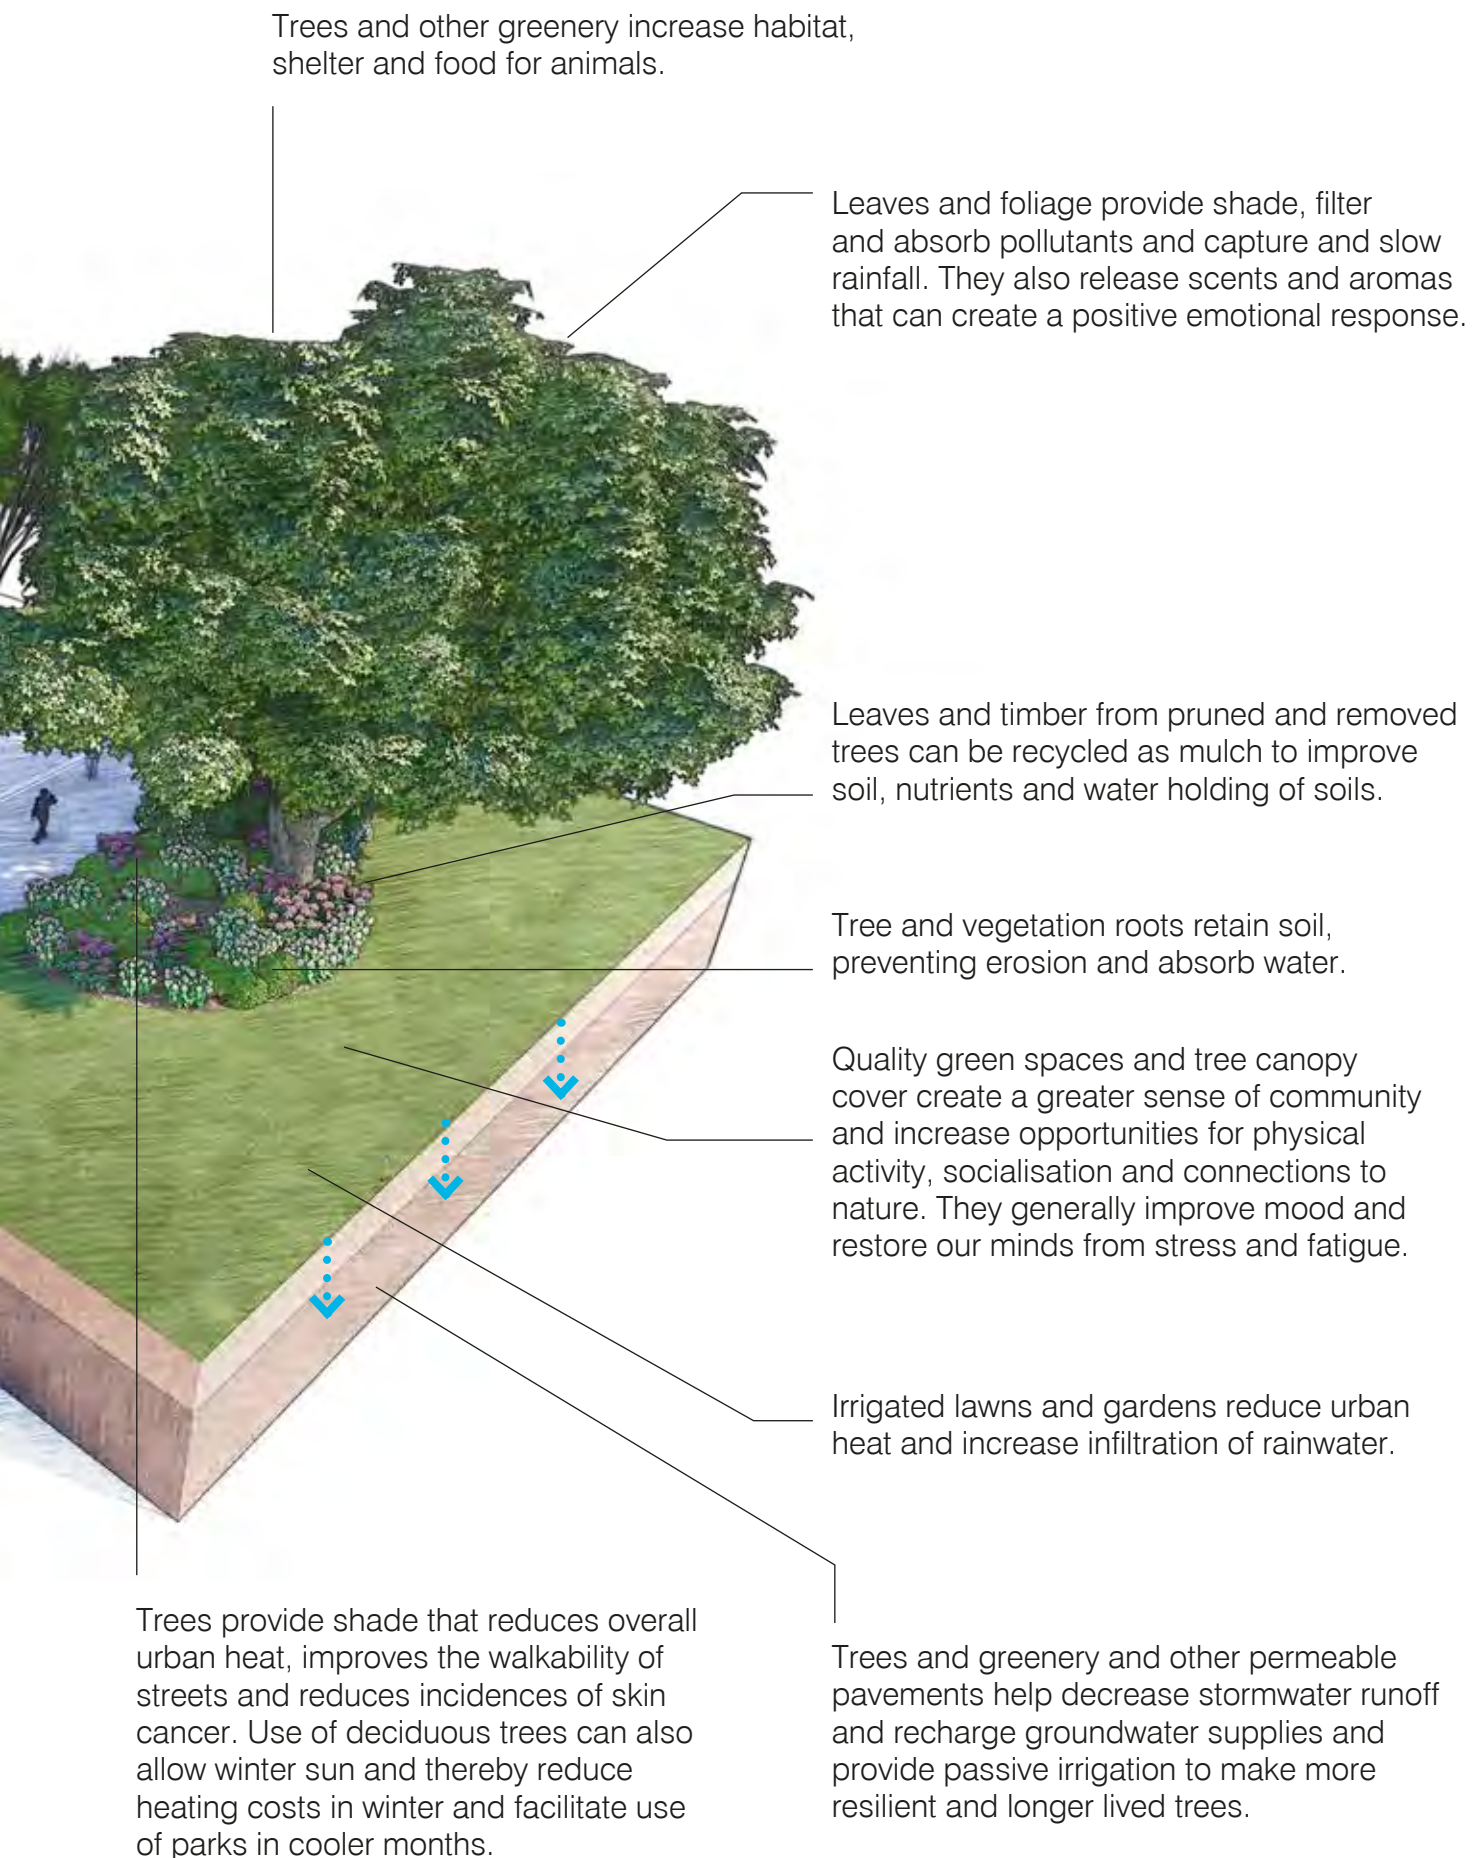 Trees and other greenery increase habitat,
shelter and food for animals.
Leaves and foliage provide shade, filter
and absorb pollutants and capture and slow
rainfall. They also release scents and aromas
that can create a positive emotional response.
Leaves and timber from pruned and removed
trees can be recycled as mulch to improve
soil, nutrients and water holding of soils.
Tree and vegetation roots retain soil,
preventing erosion and absorb water.
Quality green spaces and tree canopy
cover create a greater sense of community
and increase opportunities for physical
activity, socialisation and connections to
nature. They generally improve mood and
restore our minds from stress and fatigue.
Irrigated lawns and gardens reduce urban
heat and increase infiltration of rainwater.
Trees provide shade that reduces overall
urban heat, improves the walkability of
streets and reduces incidences of skin
cancer. Use of deciduous trees can also
allow winter sun and thereby reduce
heating costs in winter and facilitate use
of parks in cooler months.
Trees and greenery and other permeable
pavements help decrease stormwater runoff
and recharge groundwater supplies and
provide passive irrigation to make more
resilient and longer lived trees.